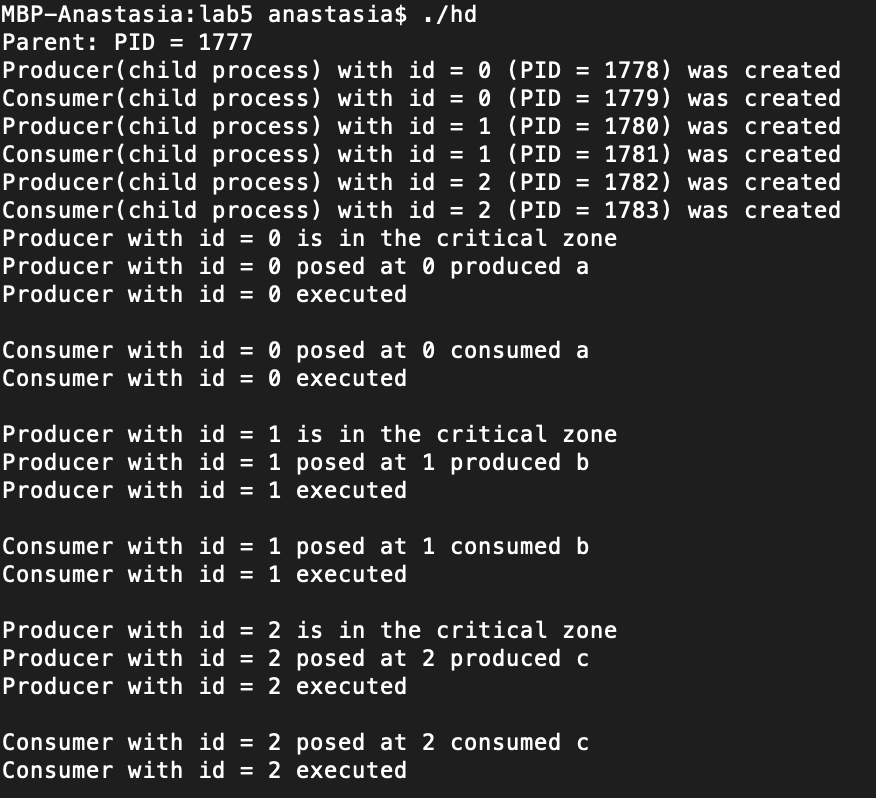 MBP-Anastasia:lab5 anastasia$ ./hd
Parent: PID = 1777
Producer(child process) with id = 0 (PID = 1778) was created
Consumer(child process) with id = 0 (PID = 1779) was created
Producer(child process) with id = 1 (PID = 1780) was created
Consumer(child process) with id = 1 (PID = 1781) was created
Producer(child process) with id = 2 (PID = 1782) was created
Consumer(child process) with id = 2 (PID = 1783) was created
Producer with id = 0 is in the critical zone
Producer with id = 0 posed at 0 produced a
Producer with id = 0 executed

Consumer with id = 0 posed at 0 consumed a
Consumer with id = 0 executed

Producer with id = 1 is in the critical zone
Producer with id = 1 posed at 1 produced b
Producer with id = 1 executed

Consumer with id = 1 posed at 1 consumed b
Consumer with id = 1 executed

Producer with id = 2 is in the critical zone
Producer with id = 2 posed at 2 produced c
Producer with id = 2 executed

Consumer with id = 2 posed at 2 consumed c
Consumer with id = 2 executed